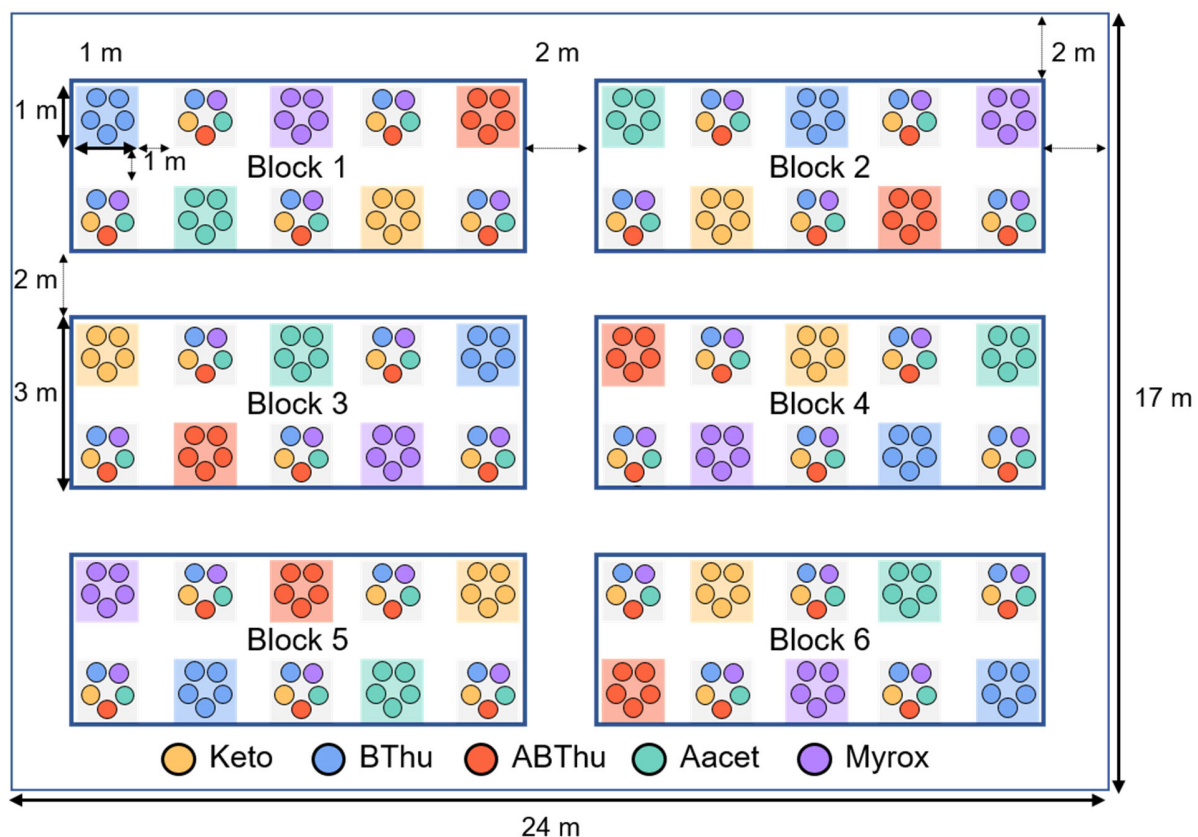 1 m
2 m
2 m
1 m
1 m
Block 1
Block 2
2 m
3 m
Block 3
Block 4
17 m
Block 5
Block 6
Keto
BThu
ABThu
Aacet
Myrox
24 m